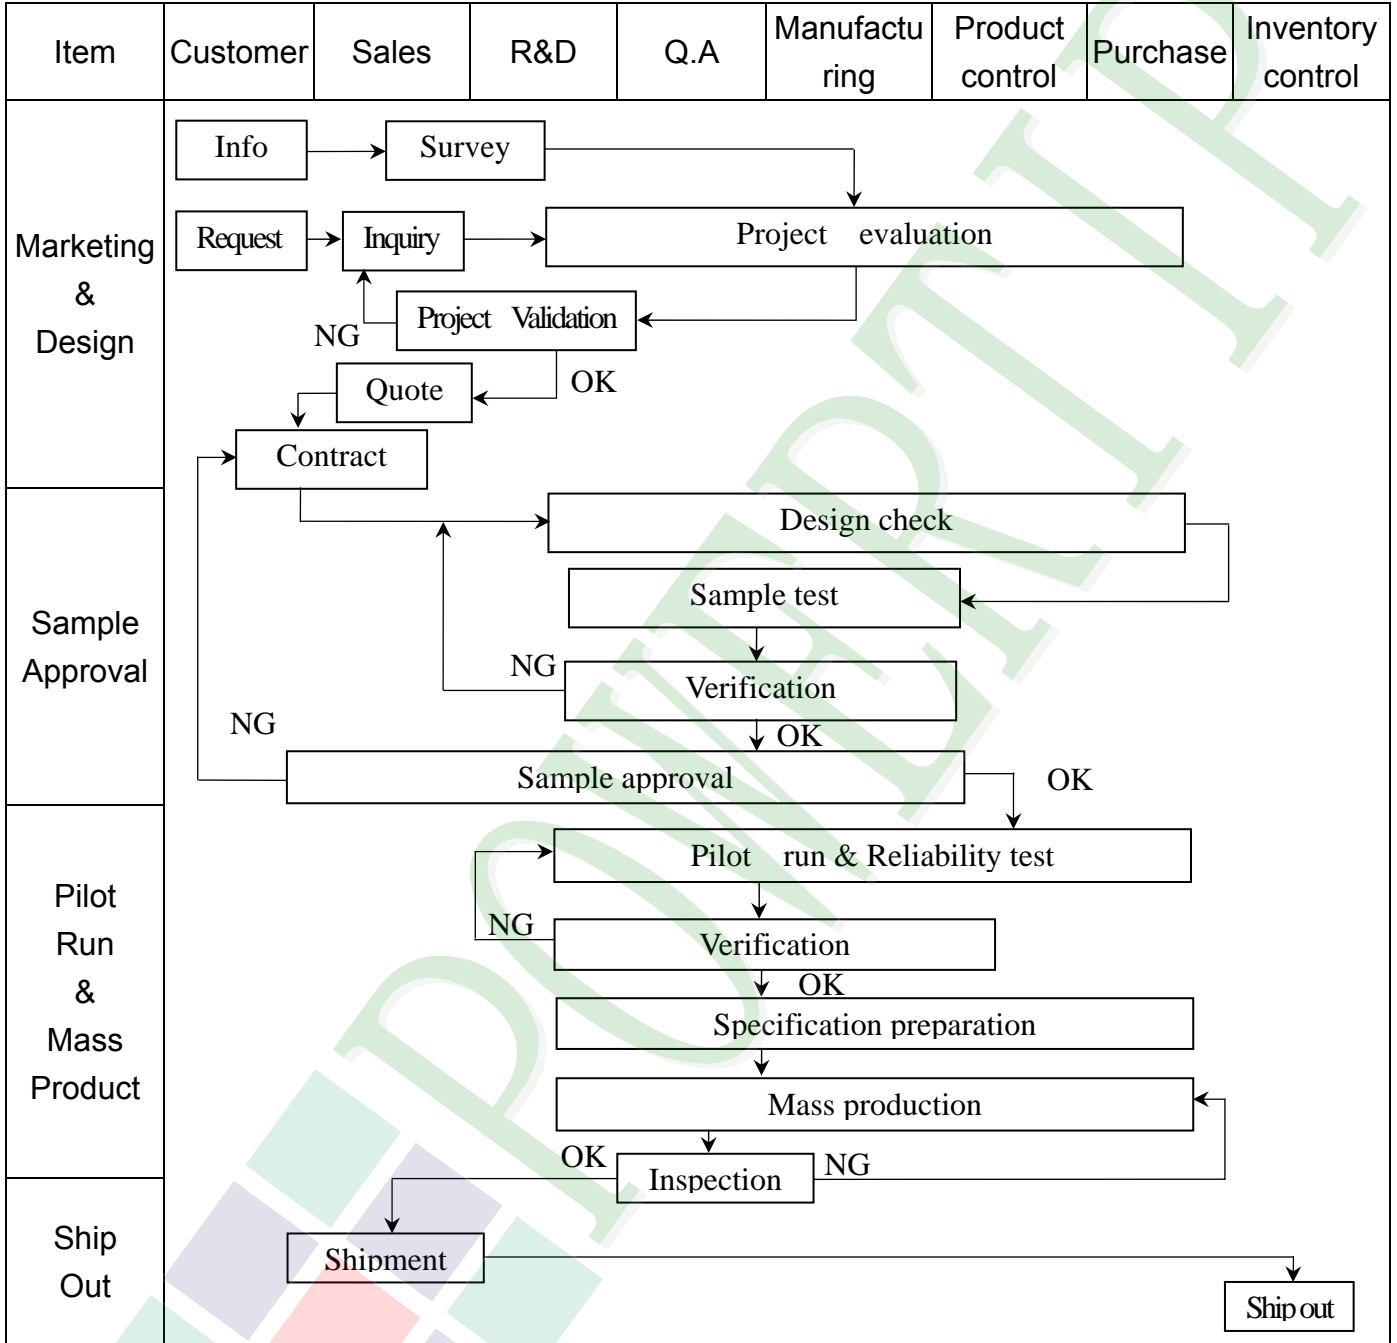 Item
Customer
Sales
R&D
Q.A
Manufactu
ring
Product
control
Purchase
Inventory
control
Marketing
&
Design
Info
Survey
Request
Inquiry
Project evaluation
NG
Project Validation
OK
Quote
Contract
Sample
Approval
Design check
Sample test
NG
Verification
NG
OK
Sample approval
OK
Pilot
Run
&
Mass
Product
Pilot run & Reliability test
NG
Verification
OK
Specification preparation
Mass production
OK
Inspection
NG
Ship
Out
Shipment
Ship out
POWERTIP